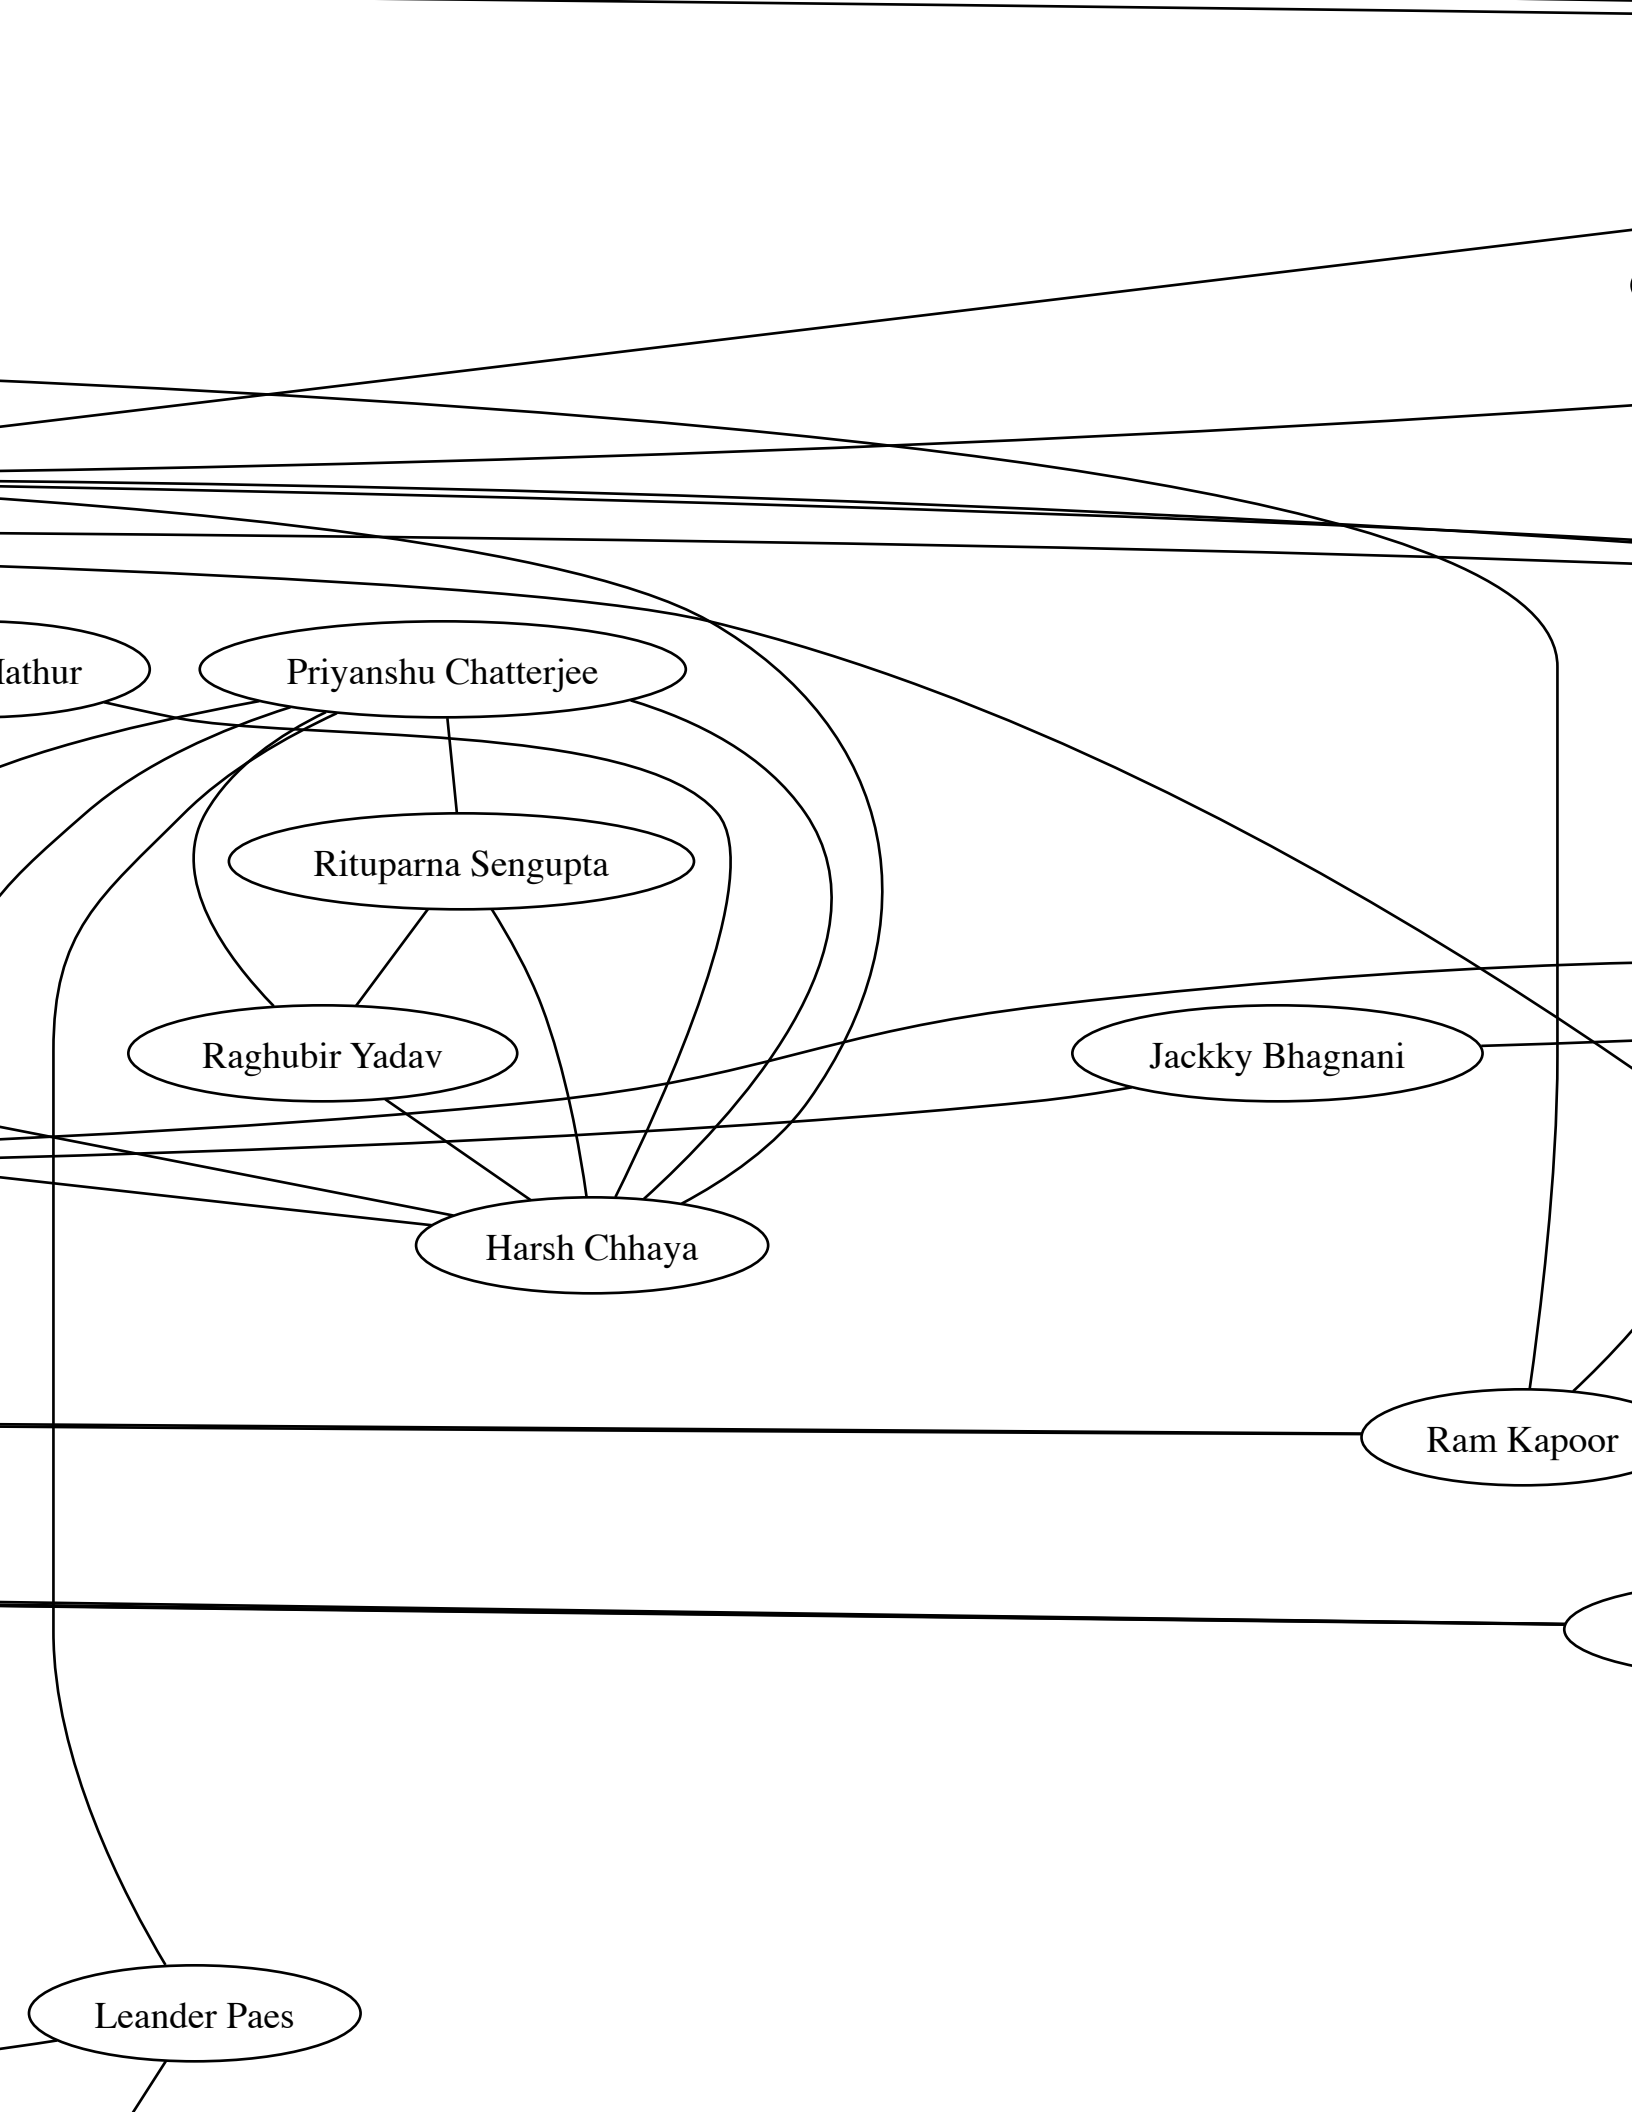 Priyanshu Chatterjee
Rituparna Sengupta
Raghubir Yadav
Jackky Bhagnani
Harsh Chhaya
Ram Kapoor
Leander Paes